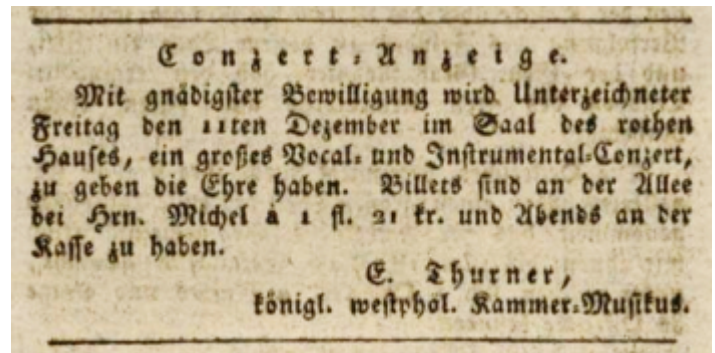 Conzert-Anzeige.
Mit gnädigster Bewilligung wird Unterzeichneter
Freitag den 11ten Dezember im Saal des rothen
Hauses, ein großes Vocal- und Instrumental-Conzert,
zu geben die Ehre haben. Billets sind an der Allee
bei Hrn. Michel à 1 fl. 21 kr. und Abends an der
Kasse zu haben.
E. Thurner,
königl. westphol. Kammer-Musikus.